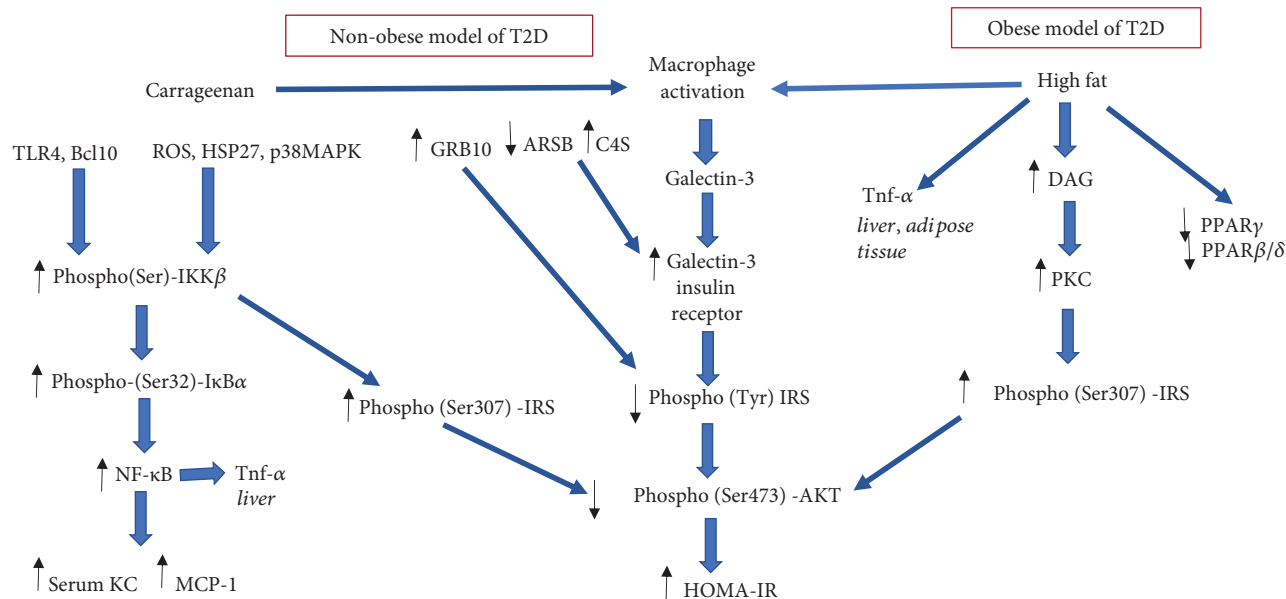 Non-obese model of T2D
Obese model of T2D
Carrageenan
Macrophage
activation
High fat
TLR4, Bcl10
ROS, HSP27, p38MAPK
GRB10
ARSB
C4S
Galectin-3
Tnf-α
liver, adipose
tissue
DAG
PPARγ
PPARβ/δ
Phospho(Ser)-IKKβ
Galectin-3
insulin
receptor
PKC
Phospho-(Ser32)-IκBα
Phospho (Ser307) -IRS
Phospho (Tyr) IRS
Phospho (Ser307) -IRS
NF-κB
Tnf-α
liver
Phospho (Ser473) -AKT
Serum KC
MCP-1
HOMA-IR